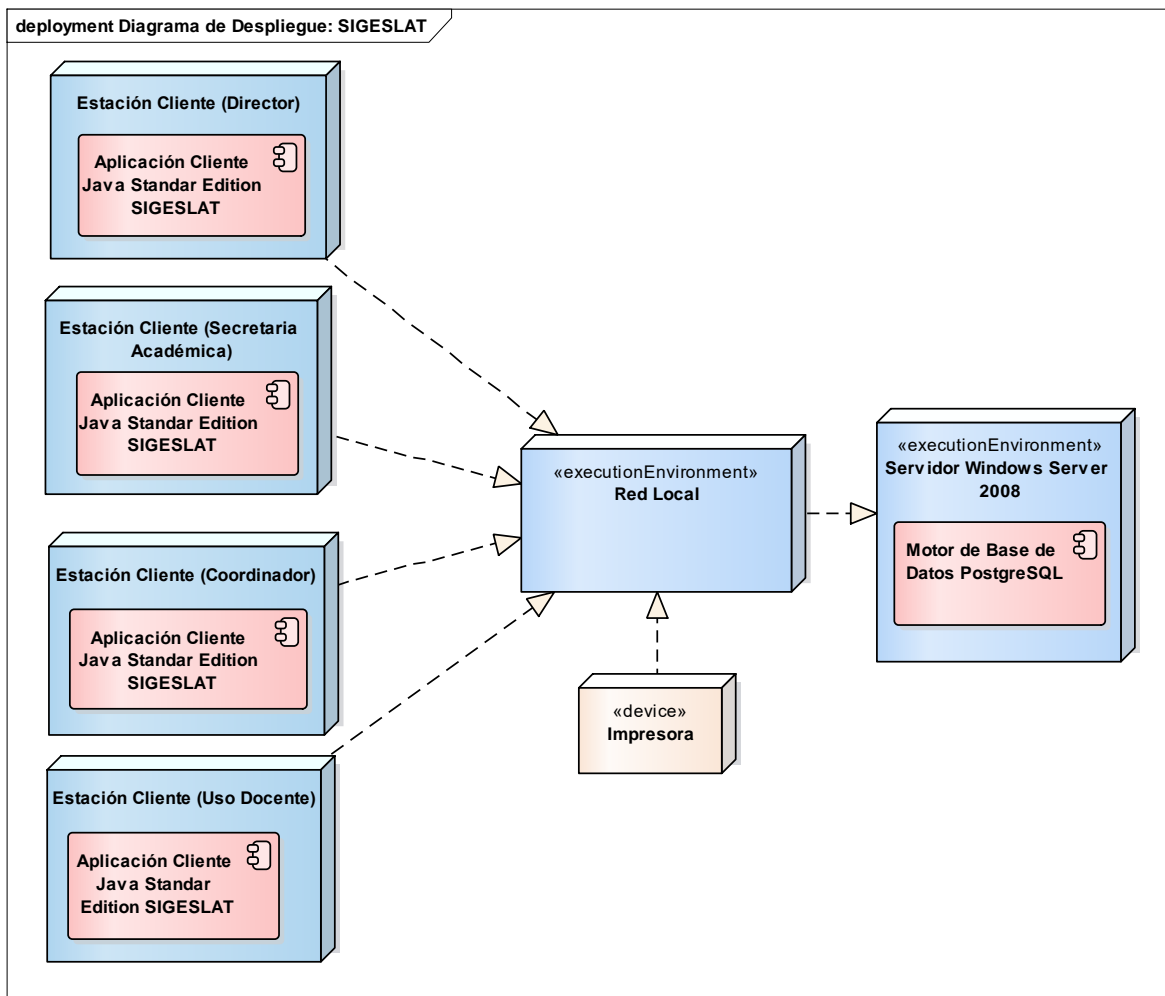 deployment Diagrama de Despliegue: SIGESLAT
Estación Cliente (Director)
Aplicación Cliente
Java Standar Edition
SIGESLAT
Estación Cliente (Secretaria
Académica)
Aplicación Cliente
Java Standar Edition
SIGESLAT
Estación Cliente (Coordinador)
Aplicación Cliente
Java Standar Edition
SIGESLAT
Estación Cliente (Uso Docente)
Aplicación Cliente
Java Standar
Edition SIGESLAT
«executionEnvironment»
Red Local
«device»
Impresora
«executionEnvironment»
Servidor Windows Server
2008
Motor de Base de
Datos PostgreSQL